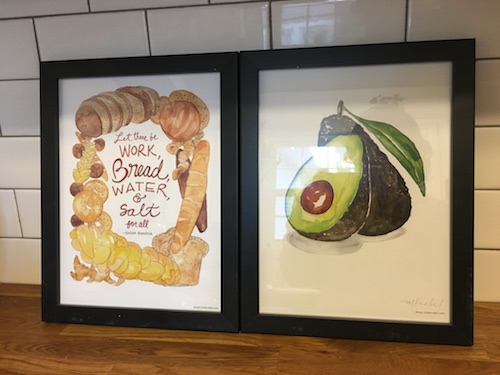 Let there be
WORK,
Bread,
WATER,
&
Salt
for all